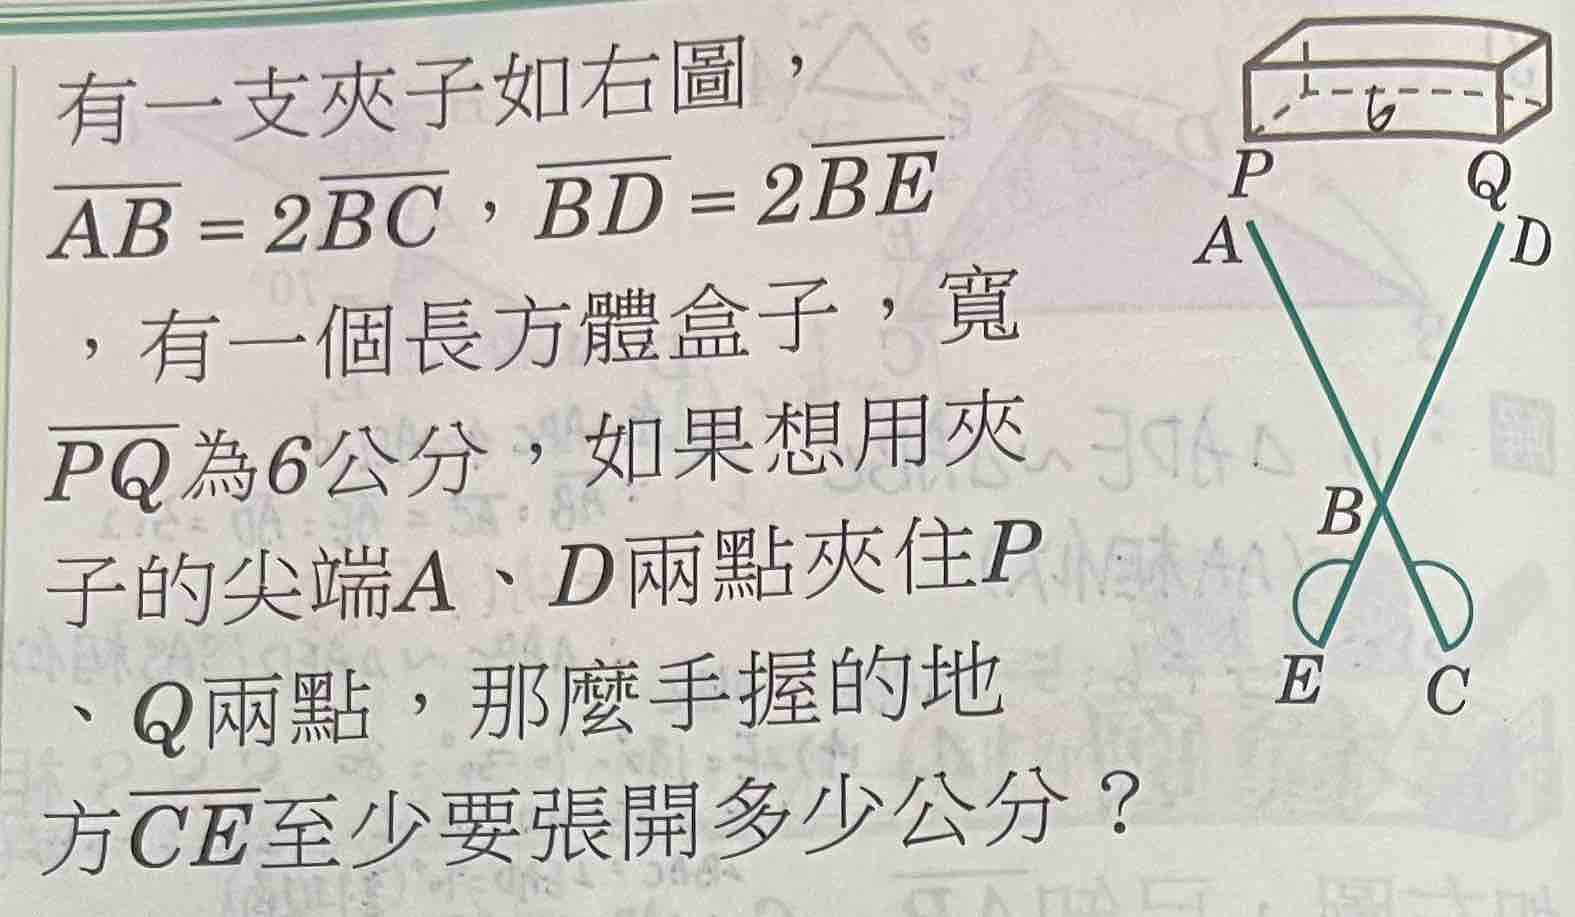 有一支夾子如右圖，
AB = 2BC，BD = 2BE
，有一個長方體盒子，寬
PQ為6公分，如果想用夾
子的尖端A、D兩點夾住P
、Q兩點，那麼手握的地
方CE至少要張開多少公分？
6
P Q
A D
B
E C